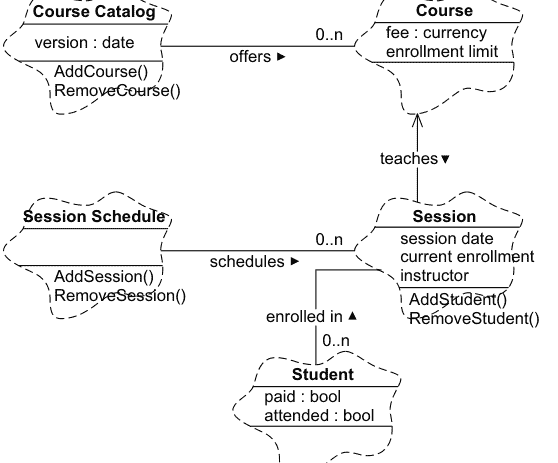 Course Catalog
version : date
AddCourse()
RemoveCourse()
0..n
offers ►
Course
fee : currency
enrollment limit
teaches▼
Session Schedule
AddSession()
RemoveSession()
0..n
schedules ►
Session
session date
current enrollment
instructor
AddStudent()
RemoveStudent()
enrolled in ▲
0..n
Student
paid : bool
attended : bool